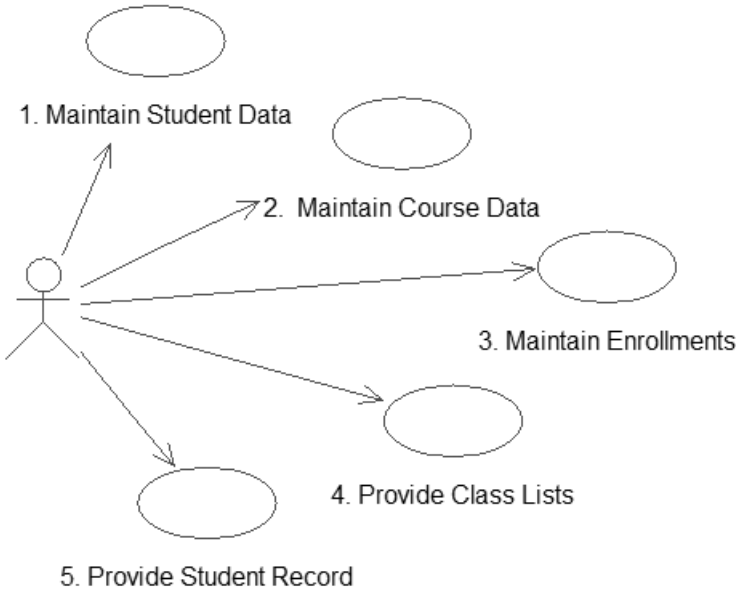 1. Maintain Student Data
2. Maintain Course Data
3. Maintain Enrollments
4. Provide Class Lists
5. Provide Student Record